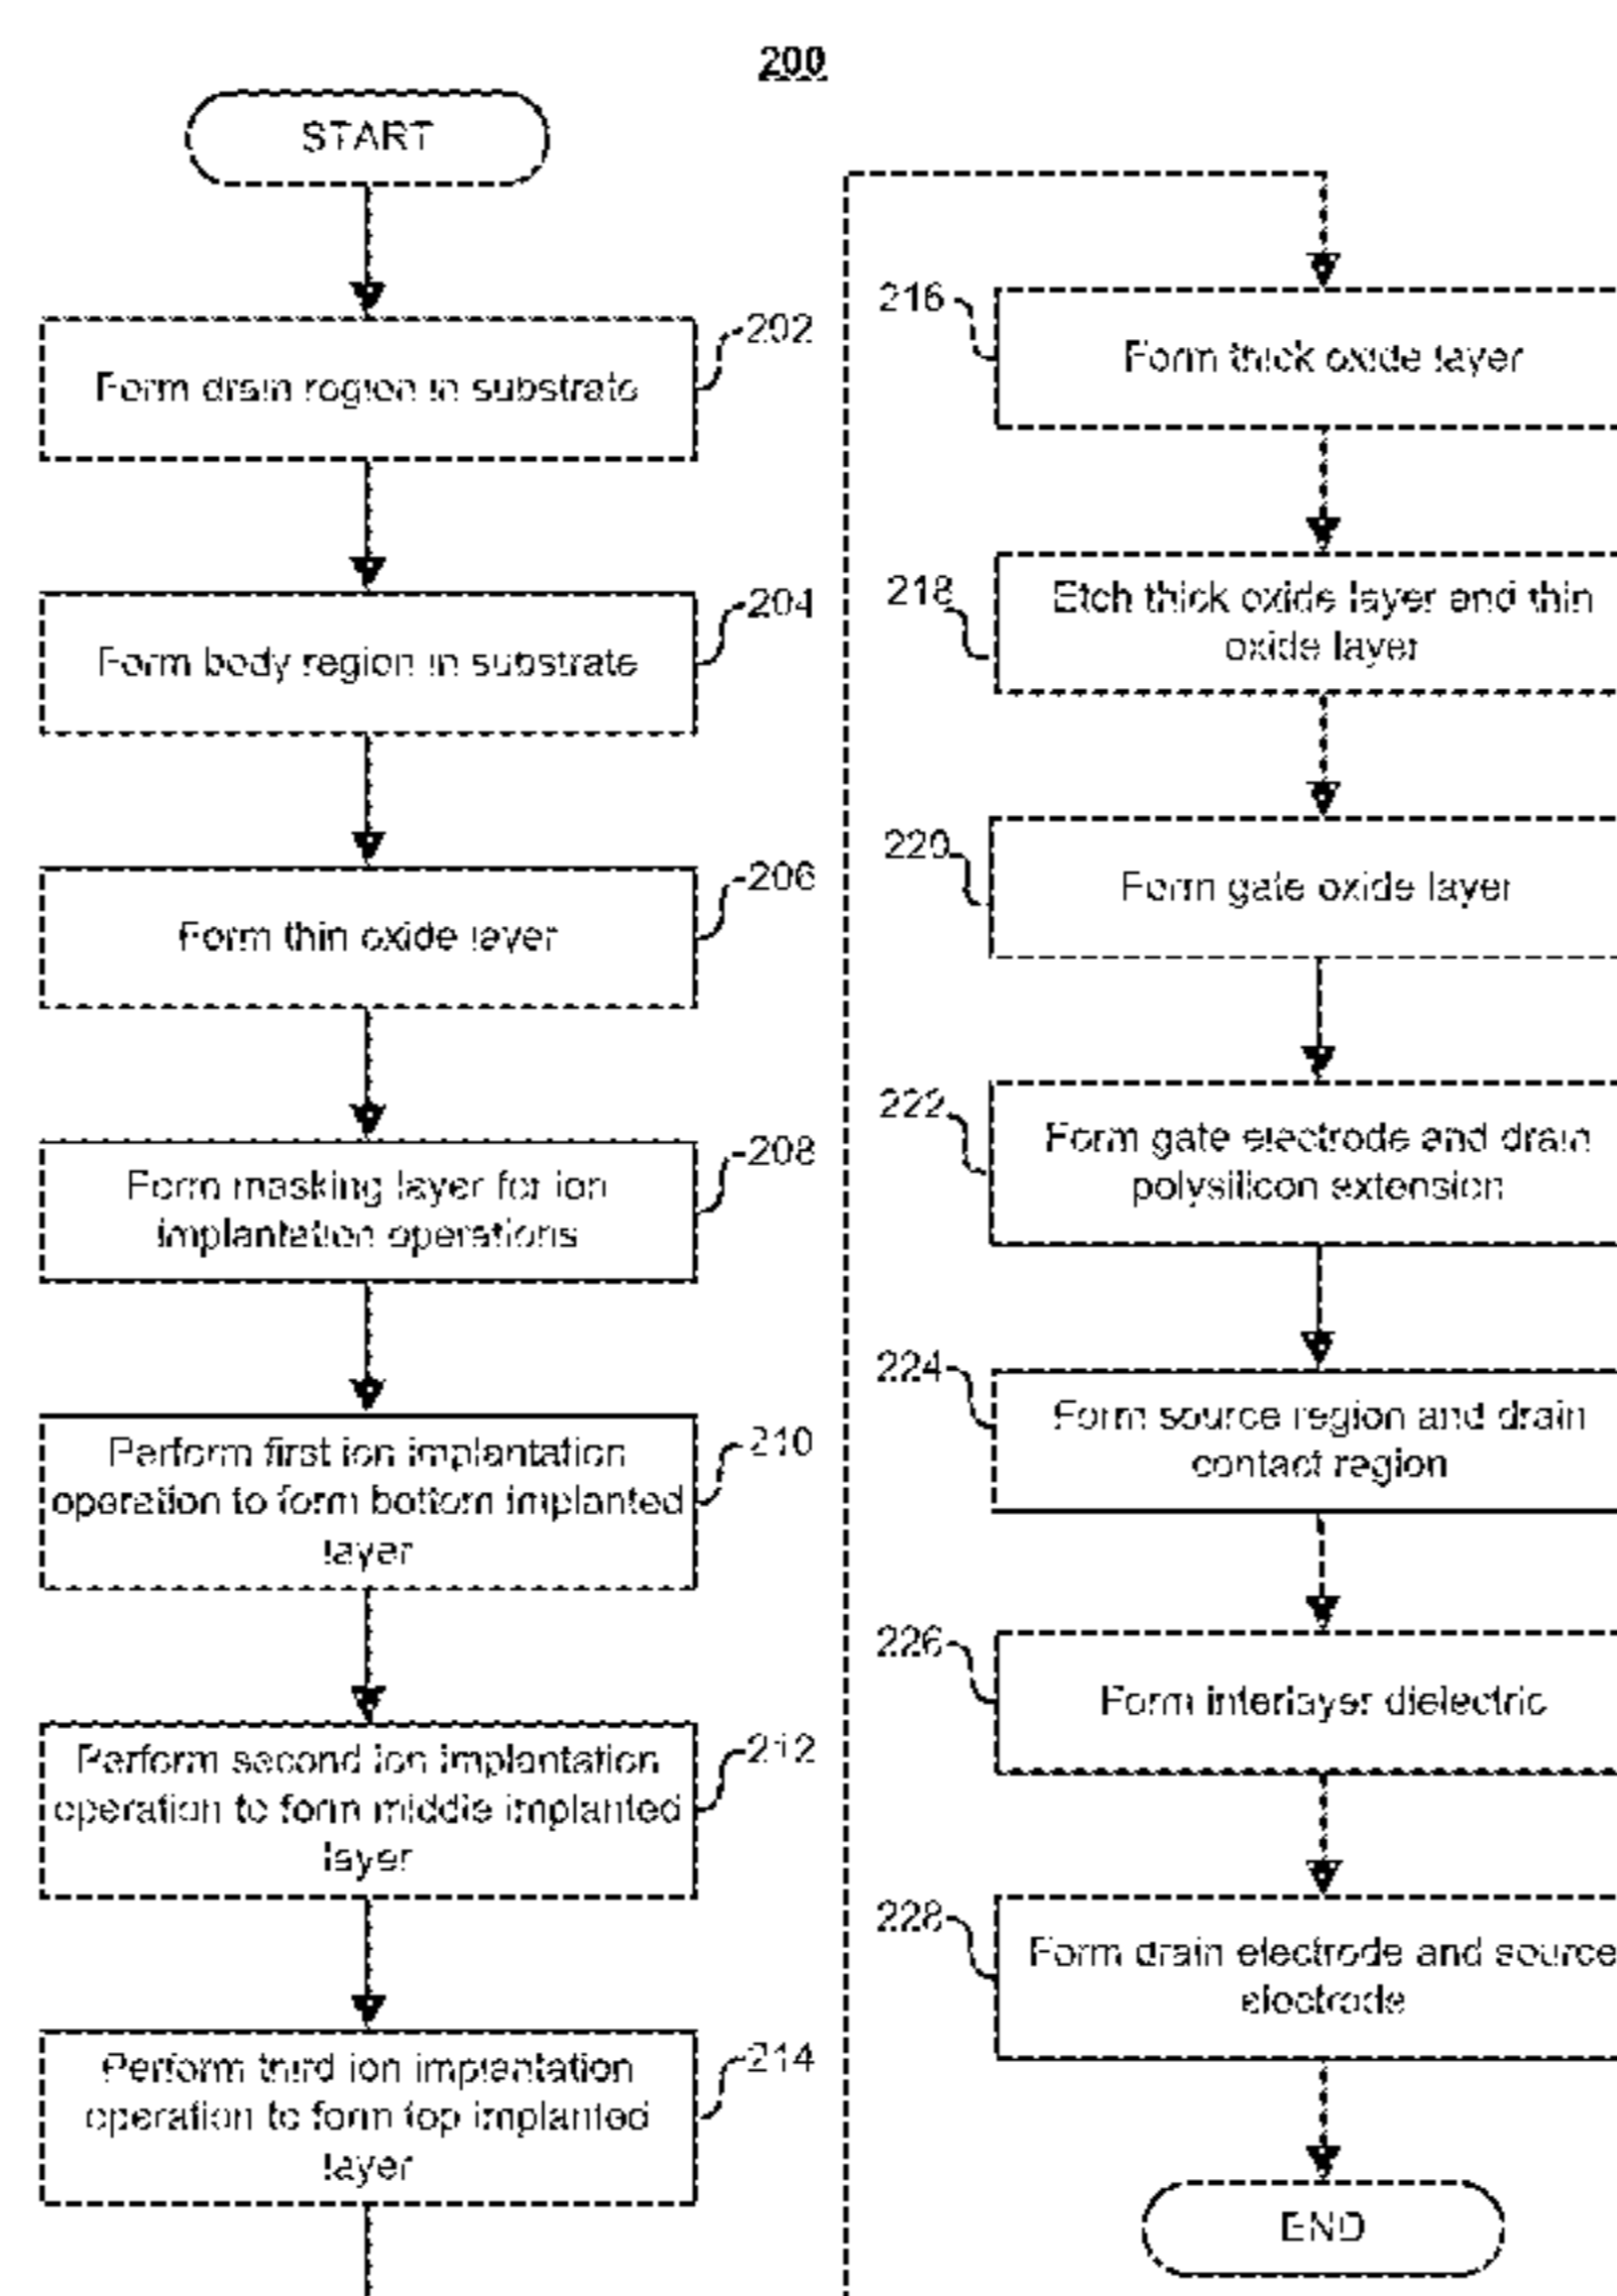 200
START
202
Form drain region in substrate
204
Form body region in substrate
206
Form thin oxide layer
208
Form masking layer for ion
implantation operations
210
Perform first ion implantation
operation to form bottom implanted
layer
212
Perform second ion implantation
operation to form middle implanted
layer
214
Perform third ion implantation
operation to form top implanted
layer
216
Form thick oxide layer
218
Etch thick oxide layer and thin
oxide layer
220
Form gate oxide layer
222
Form gate electrode and drain
polysilicon extension
224
Form source region and drain
contact region
226
Form interlayer dielectric
228
Form drain electrode and source
electrode
END